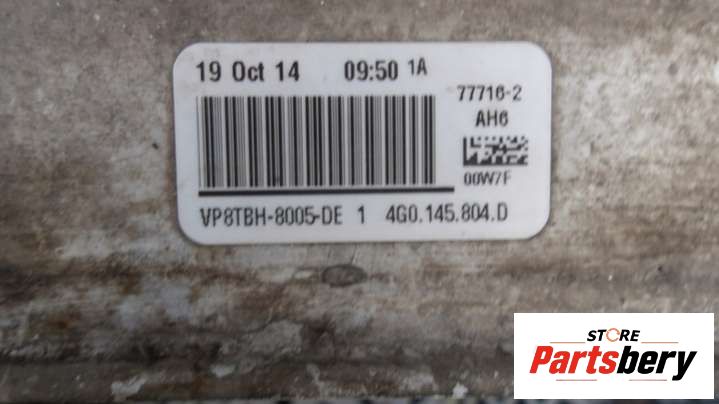 19 Oct 14 09:50 1A
77716-2
AH6
00W7F
VP8TBH-8005-DE 1 4G0.145.804.D
STORE
Partsbery